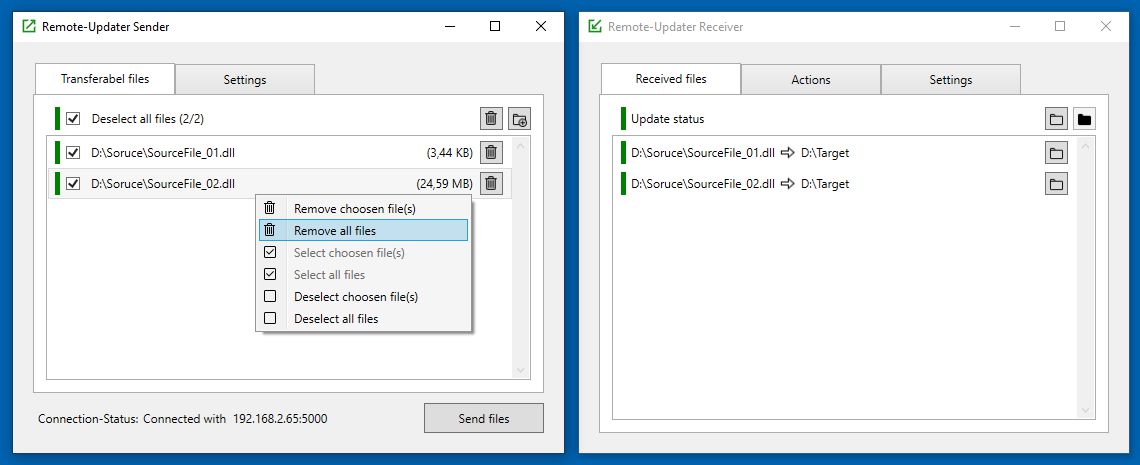 Remote-Updater Sender
Transferabel files
Settings
Deselect all files (2/2)
D:\Soruce\SourceFile_01.dll (3,44 KB)
D:\Soruce\SourceFile_02.dll (24,59 MB)
Remove choosen file(s)
Remove all files
Select choosen file(s)
Select all files
Deselect choosen file(s)
Deselect all files
Connection-Status: Connected with 192.168.2.65:5000
Send files
Remote-Updater Receiver
Received files
Actions
Settings
Update status
D:\Soruce\SourceFile_01.dll ⇨ D:\Target
D:\Soruce\SourceFile_02.dll ⇨ D:\Target